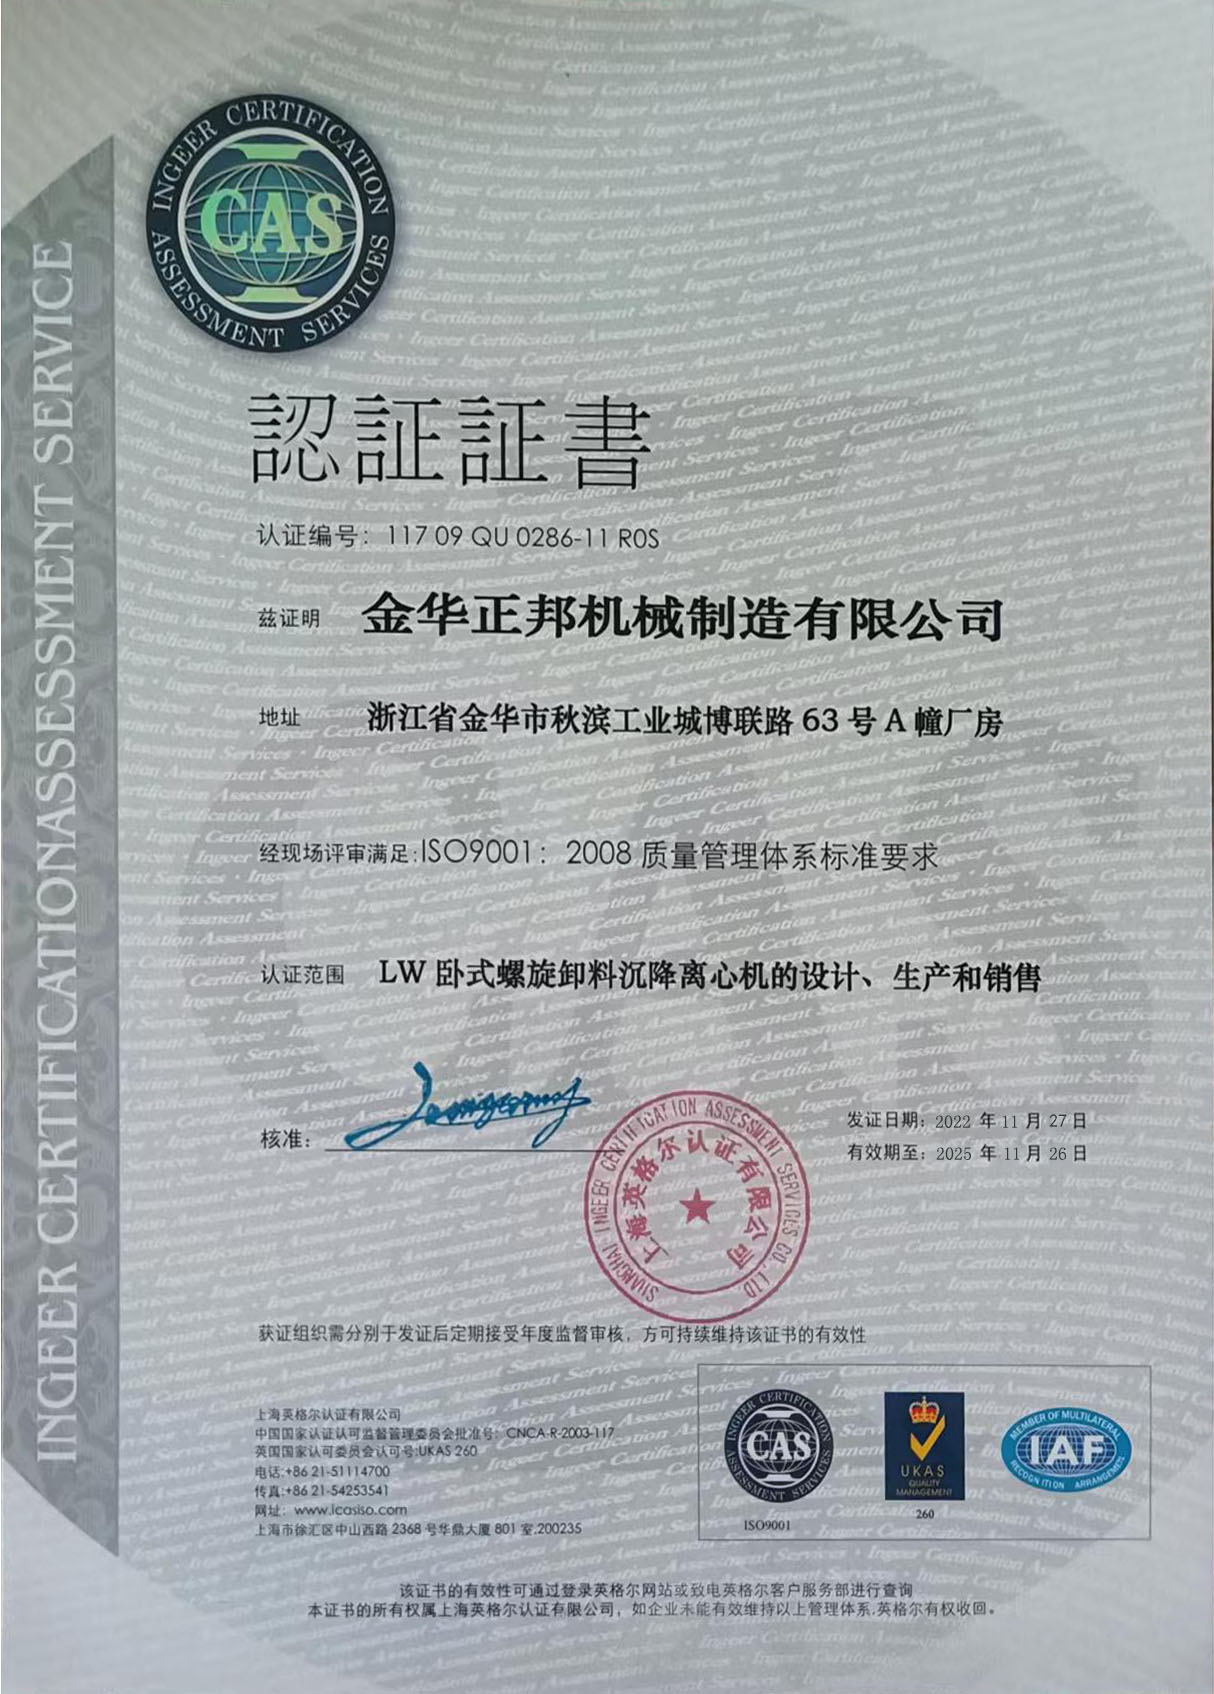 INGEER CERTIFICATION
CAS
ASSESSMENT SERVICES
INGEER CERTIFICATIONASSESSMENT SERVICE
認証証書
认证编号：117 09 QU 0286-11 R0S
兹证明 金华正邦机械制造有限公司
地址 浙江省金华市秋滨工业城博联路 63 号 A 幢厂房
经现场评审满足:ISO9001：2008 质量管理体系标准要求
认证范围 LW 卧式螺旋卸料沉降离心机的设计、生产和销售
核准：
发证日期：2022 年 11 月 27 日
有效期至：2025 年 11 月 26 日
SHANGHAI INGEER CERTIFICATION ASSESSMENT SERVICES CO.,LTD
上海英格尔认证有限公司
获证组织需分别于发证后定期接受年度监督审核，方可持续维持该证书的有效性
上海英格尔认证有限公司
中国国家认证认可监督管理委员会批准号：CNCA-R-2003-117
英国国家认可委员会认可号:UKAS 260
电话:+86 21-51114700
传真:+86 21-54253541
网址：www.icasiso.com
上海市徐汇区中山西路 2368 号华鼎大厦 801 室,200235
INGEER CERTIFICATION
CAS
ASSESSMENT SERVICES
ISO9001
UKAS
QUALITY
MANAGEMENT
260
MEMBER OF MULTILATERAL
IAF
RECOGNITION ARRANGEMENT
该证书的有效性可通过登录英格尔网站或致电英格尔客户服务部进行查询
本证书的所有权属上海英格尔认证有限公司，如企业未能有效维持以上管理体系,英格尔有权收回。